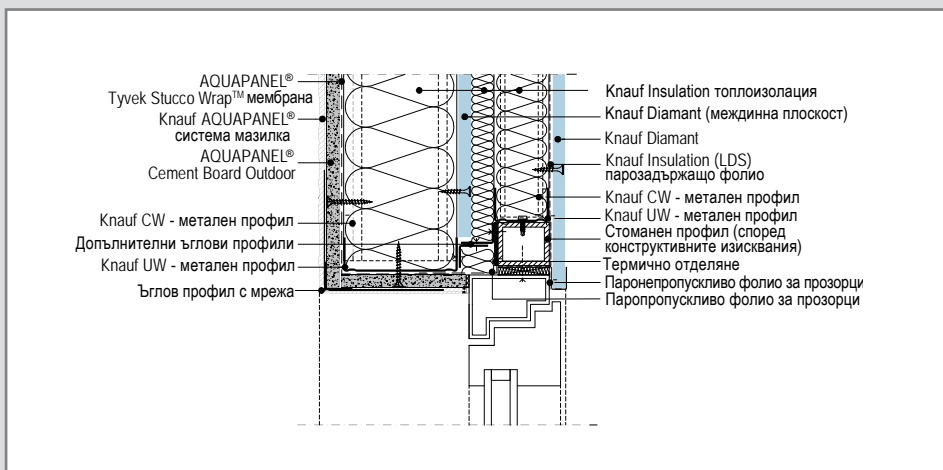 AQUAPANEL®
Tyvek Stucco Wrap™ мембрана
Knauf AQUAPANEL®
система мазилка
AQUAPANEL®
Cement Board Outdoor
Knauf CW - метален профил
Допълнителни ъглови профили
Knauf UW - метален профил
Ъглов профил с мрежа
Knauf Insulation топлоизолация
Knauf Diamant (междинна плоскост)
Knauf Diamant
Knauf Insulation (LDS)
парозадържащо фолио
Knauf CW - метален профил
Knauf UW - метален профил
Стоманен профил (според
конструктивните изисквания)
Термично отделяне
Паронепропускливо фолио за прозорци
Паропропускливо фолио за прозорци